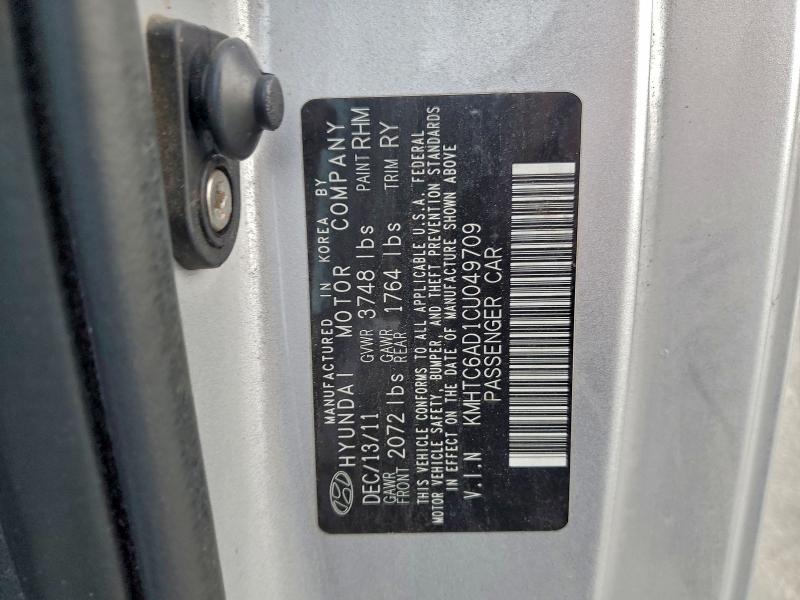 MANUFACTURED IN KOREA BY
HYUNDAI MOTOR COMPANY
DEC/13/11 GVWR 3748 lbs PAINT RHM
GAWR FRONT 2072 lbs GAWR REAR 1764 lbs TRIM RY
THIS VEHICLE CONFORMS TO ALL APPLICABLE U.S.A. FEDERAL
MOTOR VEHICLE SAFETY, BUMPER, AND THEFT PREVENTION STANDARDS
IN EFFECT ON THE DATE OF MANUFACTURE SHOWN ABOVE
V.I.N KMHTC6AD1CU049709
PASSENGER CAR